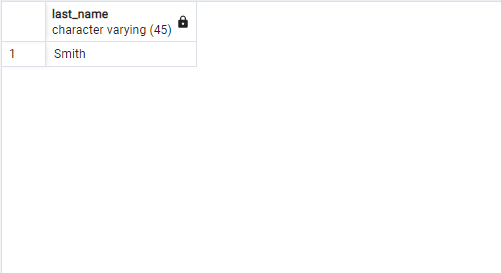 last_name
character varying (45)
1 Smith